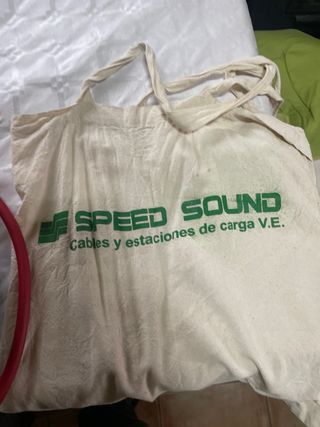 SPEED SOUND
Cables y estaciones de carga V.E.